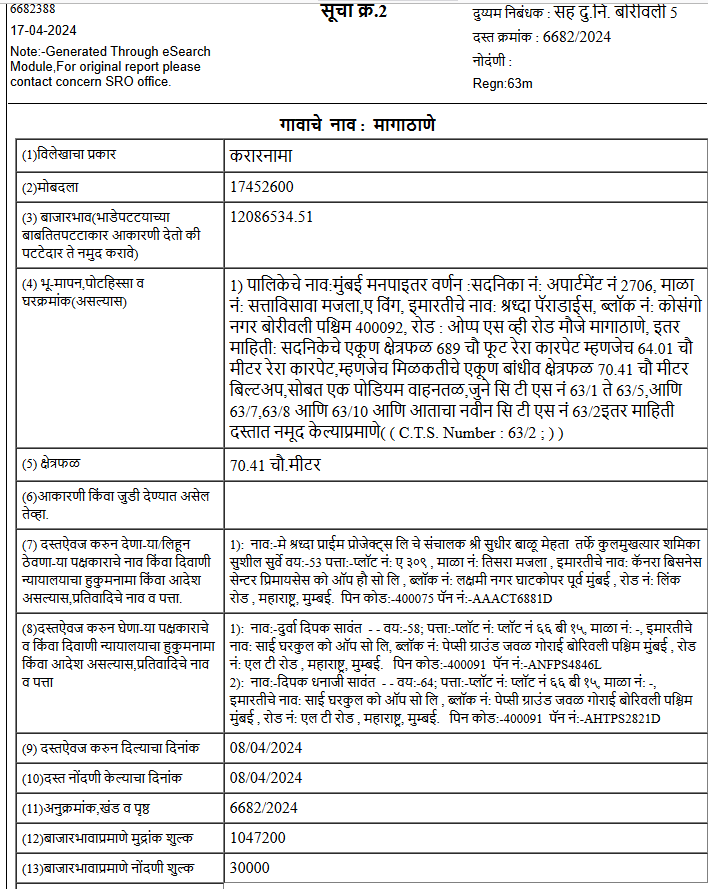 6682388
17-04-2024
Note:-Generated Through eSearch
Module,For original report please
contact concern SRO office.
सूची क्र.2
दुय्यम निबंधक : सह दु.नि. बोरीवली 5
दस्त क्रमांक : 6682/2024
नोदंणी :
Regn:63m
गावाचे नाव : मागाठाणे
(1)विलेखाचा प्रकार
करारनामा
(2)मोबदला
17452600
(3) बाजारभाव(भाडेपटटयाच्या
बाबतितपटटाकार आकारणी देतो की
पटटेदार ते नमुद करावे)
12086534.51
(4) भू-मापन,पोटहिस्सा व
घरक्रमांक(असल्यास)
1) पालिकेचे नाव:मुंबई मनपाइतर वर्णन :सदनिका नं: अपार्टमेंट नं 2706, माळा
नं: सत्ताविसावा मजला,ए विंग, इमारतीचे नाव: श्रध्दा पॅराडाईस, ब्लॉक नं: कोसंगो
नगर बोरीवली पश्चिम 400092, रोड : ओप्प एस व्ही रोड मौजे मागाठाणे, इतर
माहिती: सदनिकेचे एकूण क्षेत्रफळ 689 चौ फूट रेरा कारपेट म्हणजेच 64.01 चौ
मीटर रेरा कारपेट,म्हणजेच मिळकतीचे एकूण बांधीव क्षेत्रफळ 70.41 चौ मीटर
बिल्टअप,सोबत एक पोडियम वाहनतळ,जुने सि टी एस नं 63/1 ते 63/5,आणि
63/7,63/8 आणि 63/10 आणि आताचा नवीन सि टी एस नं 63/2इतर माहिती
दस्तात नमूद केल्याप्रमाणे( ( C.T.S. Number : 63/2 ; ) )
(5) क्षेत्रफळ
70.41 चौ.मीटर
(6)आकारणी किंवा जुडी देण्यात असेल
तेव्हा.
(7) दस्तऐवज करुन देणा-या/लिहून
ठेवणा-या पक्षकाराचे नाव किंवा दिवाणी
न्यायालयाचा हुकुमनामा किंवा आदेश
असल्यास,प्रतिवादिचे नाव व पत्ता.
1): नाव:-मे श्रध्दा प्राईम प्रोजेक्ट्स लि चे संचालक श्री सुधीर बाळू मेहता तर्फे कुलमुखत्यार शमिका
सुशील सुर्वे वय:-53 पत्ता:-प्लॉट नं: ए ३०९ , माळा नं: तिसरा मजला , इमारतीचे नाव: कॅनरा बिसनेस
सेन्टर प्रिमायसेस को ऑप हौ सो लि , ब्लॉक नं: लक्षमी नगर घाटकोपर पूर्व मुंबई , रोड नं: लिंक
रोड , महाराष्ट्र, मुम्बई. पिन कोड:-400075 पॅन नं:-AAACT6881D
(8)दस्तऐवज करुन घेणा-या पक्षकाराचे
व किंवा दिवाणी न्यायालयाचा हुकुमनामा
किंवा आदेश असल्यास,प्रतिवादिचे नाव
व पत्ता
1): नाव:-दुर्वा दिपक सावंत - - वय:-58; पत्ता:-प्लॉट नं: प्लॉट नं ६६ बी १५, माळा नं: -, इमारतीचे
नाव: साई घरकुल को ऑप सो लि, ब्लॉक नं: पेप्सी ग्राउंड जवळ गोराई बोरिवली पश्चिम मुंबई , रोड
नं: एल टी रोड , महाराष्ट्र, मुम्बई. पिन कोड:-400091 पॅन नं:-ANFPS4846L
2): नाव:-दिपक धनाजी सावंत - - वय:-64; पत्ता:-प्लॉट नं: प्लॉट नं ६६ बी १५, माळा नं: -,
इमारतीचे नाव: साई घरकुल को ऑप सो लि , ब्लॉक नं: पेप्सी ग्राउंड जवळ गोराई बोरिवली पश्चिम
मुंबई , रोड नं: एल टी रोड , महाराष्ट्र, मुम्बई. पिन कोड:-400091 पॅन नं:-AHTPS2821D
(9) दस्तऐवज करुन दिल्याचा दिनांक
08/04/2024
(10)दस्त नोंदणी केल्याचा दिनांक
08/04/2024
(11)अनुक्रमांक,खंड व पृष्ठ
6682/2024
(12)बाजारभावाप्रमाणे मुद्रांक शुल्क
1047200
(13)बाजारभावाप्रमाणे नोंदणी शुल्क
30000